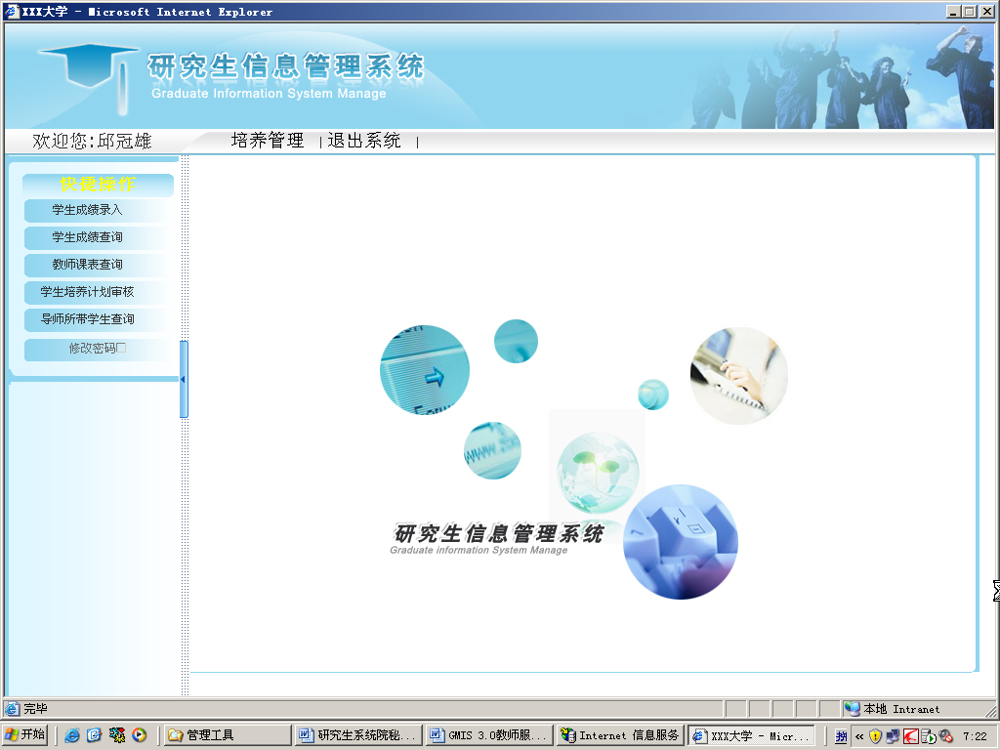 XXX大学 - Microsoft Internet Explorer
研究生信息管理系统
Graduate Information System Manage
欢迎您:邱冠雄
培养管理 | 退出系统 |
快捷操作
学生成绩录入
学生成绩查询
教师课表查询
学生培养计划审核
导师所带学生查询
修改密码□
www.
研究生信息管理系统
Graduate information System Manage
完毕
本地 Intranet
开始
管理工具
研究生系统院秘...
GMIS 3.0教师服...
Internet 信息服务
XXX大学 - Micr...
«
7:22